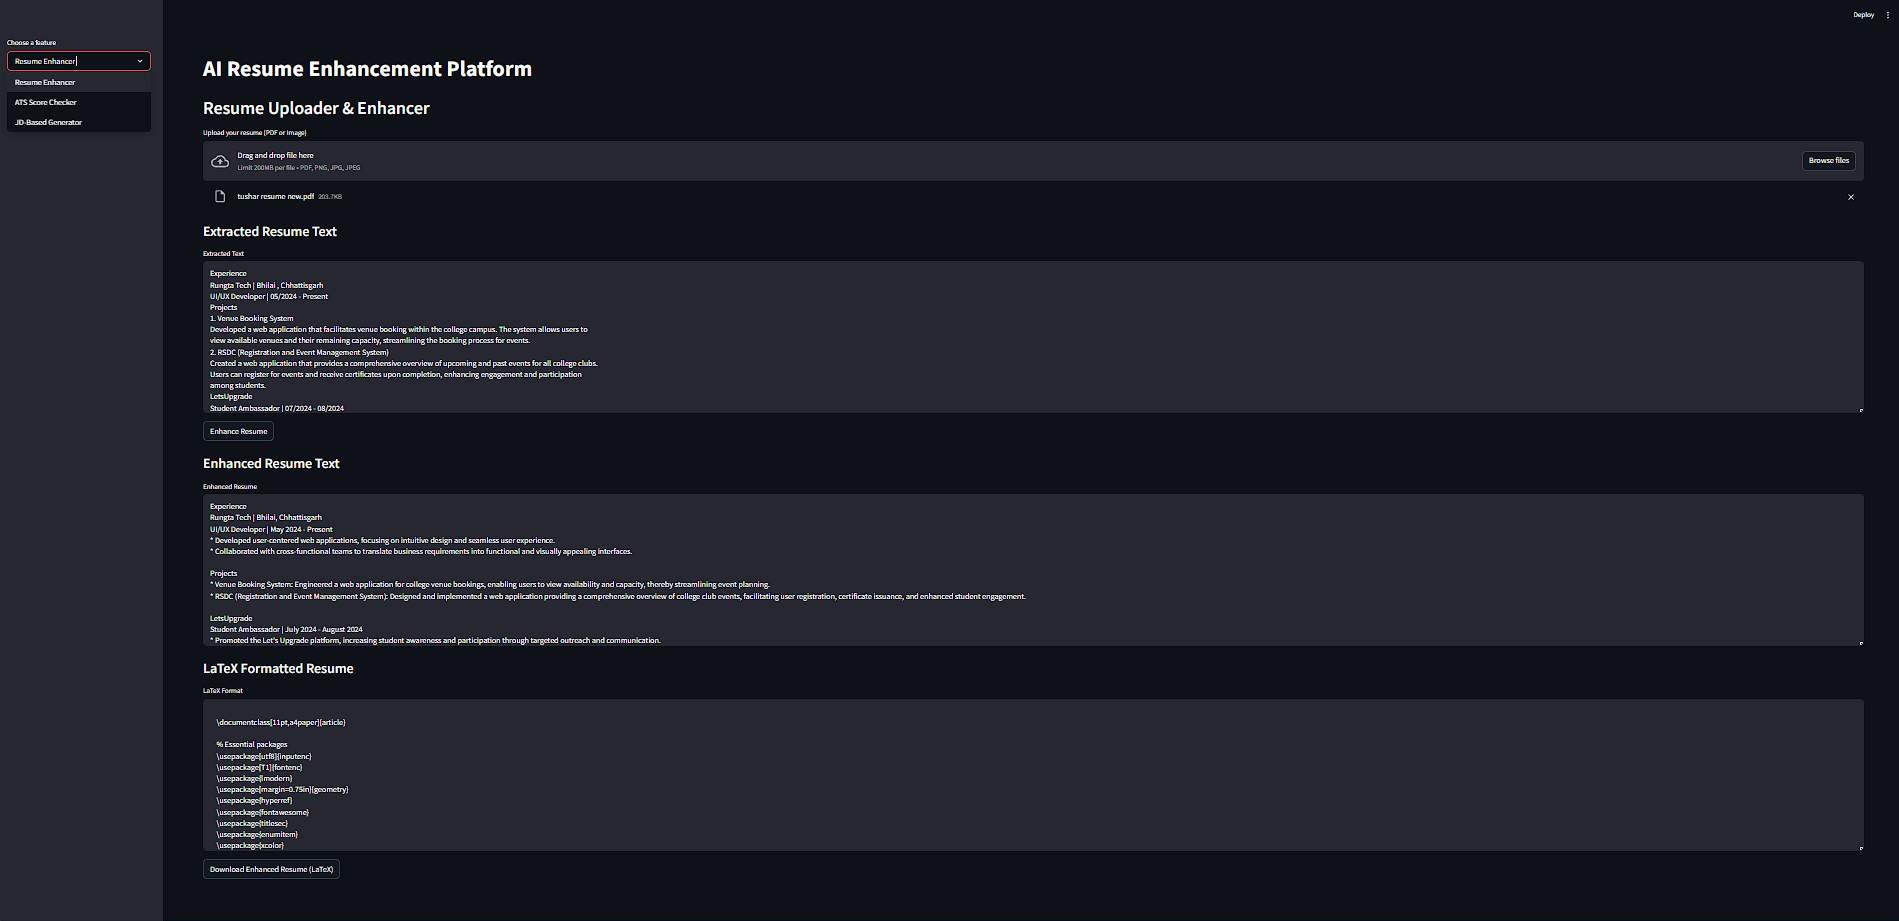 Deploy
Choose a feature
Resume Enhancer
Resume Enhancer
ATS Score Checker
JD-Based Generator
AI Resume Enhancement Platform
Resume Uploader & Enhancer
Upload your resume (PDF or Image)
Drag and drop file here
Limit 200MB per file • PDF, PNG, JPG, JPEG
Browse files
tushar resume new.pdf 203.7KB
Extracted Resume Text
Extracted Text
Experience
Rungta Tech | Bhilai , Chhattisgarh
UI/UX Developer | 05/2024 - Present
Projects
1. Venue Booking System
Developed a web application that facilitates venue booking within the college campus. The system allows users to
view available venues and their remaining capacity, streamlining the booking process for events.
2. RSDC (Registration and Event Management System)
Created a web application that provides a comprehensive overview of upcoming and past events for all college clubs.
Users can register for events and receive certificates upon completion, enhancing engagement and participation
among students.
LetsUpgrade
Student Ambassador | 07/2024 - 08/2024
Enhance Resume
Enhanced Resume Text
Enhanced Resume
Experience
Rungta Tech | Bhilai, Chhattisgarh
UI/UX Developer | May 2024 - Present
* Developed user-centered web applications, focusing on intuitive design and seamless user experience.
* Collaborated with cross-functional teams to translate business requirements into functional and visually appealing interfaces.
Projects
* Venue Booking System: Engineered a web application for college venue bookings, enabling users to view availability and capacity, thereby streamlining event planning.
* RSDC (Registration and Event Management System): Designed and implemented a web application providing a comprehensive overview of college club events, facilitating user registration, certificate issuance, and enhanced student engagement.
LetsUpgrade
Student Ambassador | July 2024 - August 2024
* Promoted the Let's Upgrade platform, increasing student awareness and participation through targeted outreach and communication.
LaTeX Formatted Resume
LaTeX Format
\documentclass[11pt,a4paper]{article}
% Essential packages
\usepackage[utf8]{inputenc}
\usepackage[T1]{fontenc}
\usepackage{lmodern}
\usepackage[margin=0.75in]{geometry}
\usepackage{hyperref}
\usepackage{fontawesome}
\usepackage{titlesec}
\usepackage{enumitem}
\usepackage{xcolor}
Download Enhanced Resume (LaTeX)